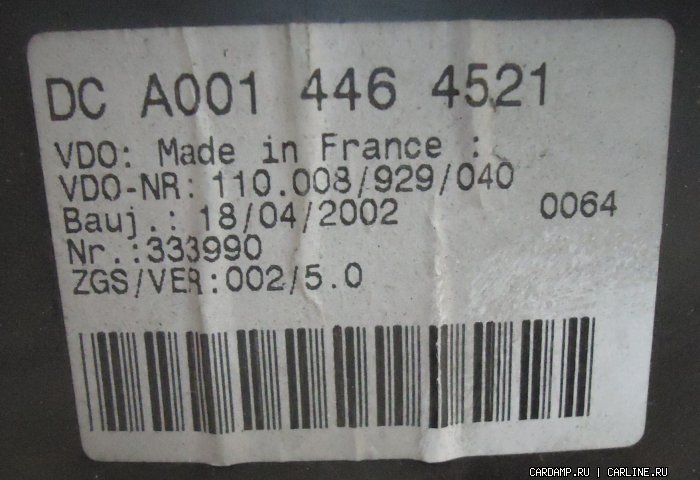 DC A001 446 4521
VDO: Made in France :
VDO-NR: 110.008/929/040
Bauj.: 18/04/2002 0064
Nr.:333990
ZGS/VER:002/5.0
CARDAMP.RU | CARLINE.RU